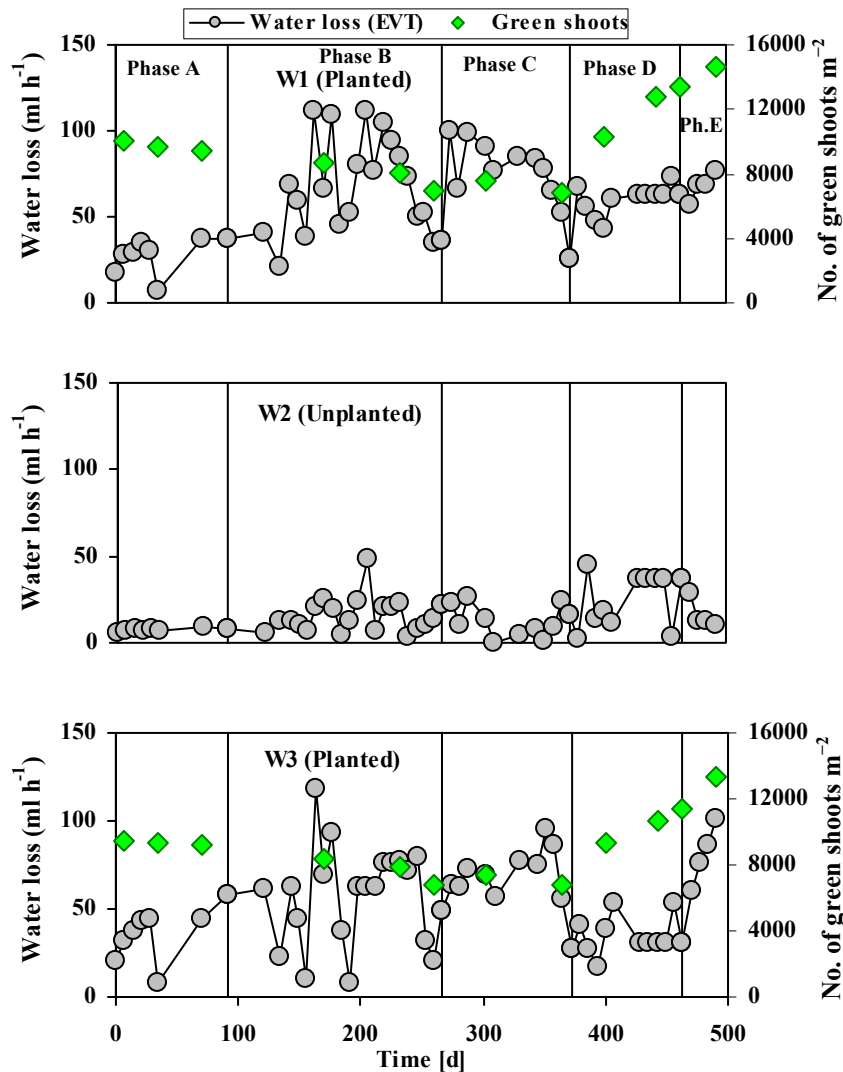 Water loss (EVT) Green shoots
150 16000
Phase A Phase B Phase C Phase D
W1 (Planted)
Ph.E
100 12000
8000
50
4000
0 0
Water loss (ml h⁻¹)
No. of green shoots m⁻²
150
W2 (Unplanted)
100
50
0
Water loss (ml h⁻¹)
150 16000
W3 (Planted)
12000
100
8000
50
4000
0 0
Water loss (ml h⁻¹)
No. of green shoots m⁻²
0 100 200 300 400 500
Time [d]